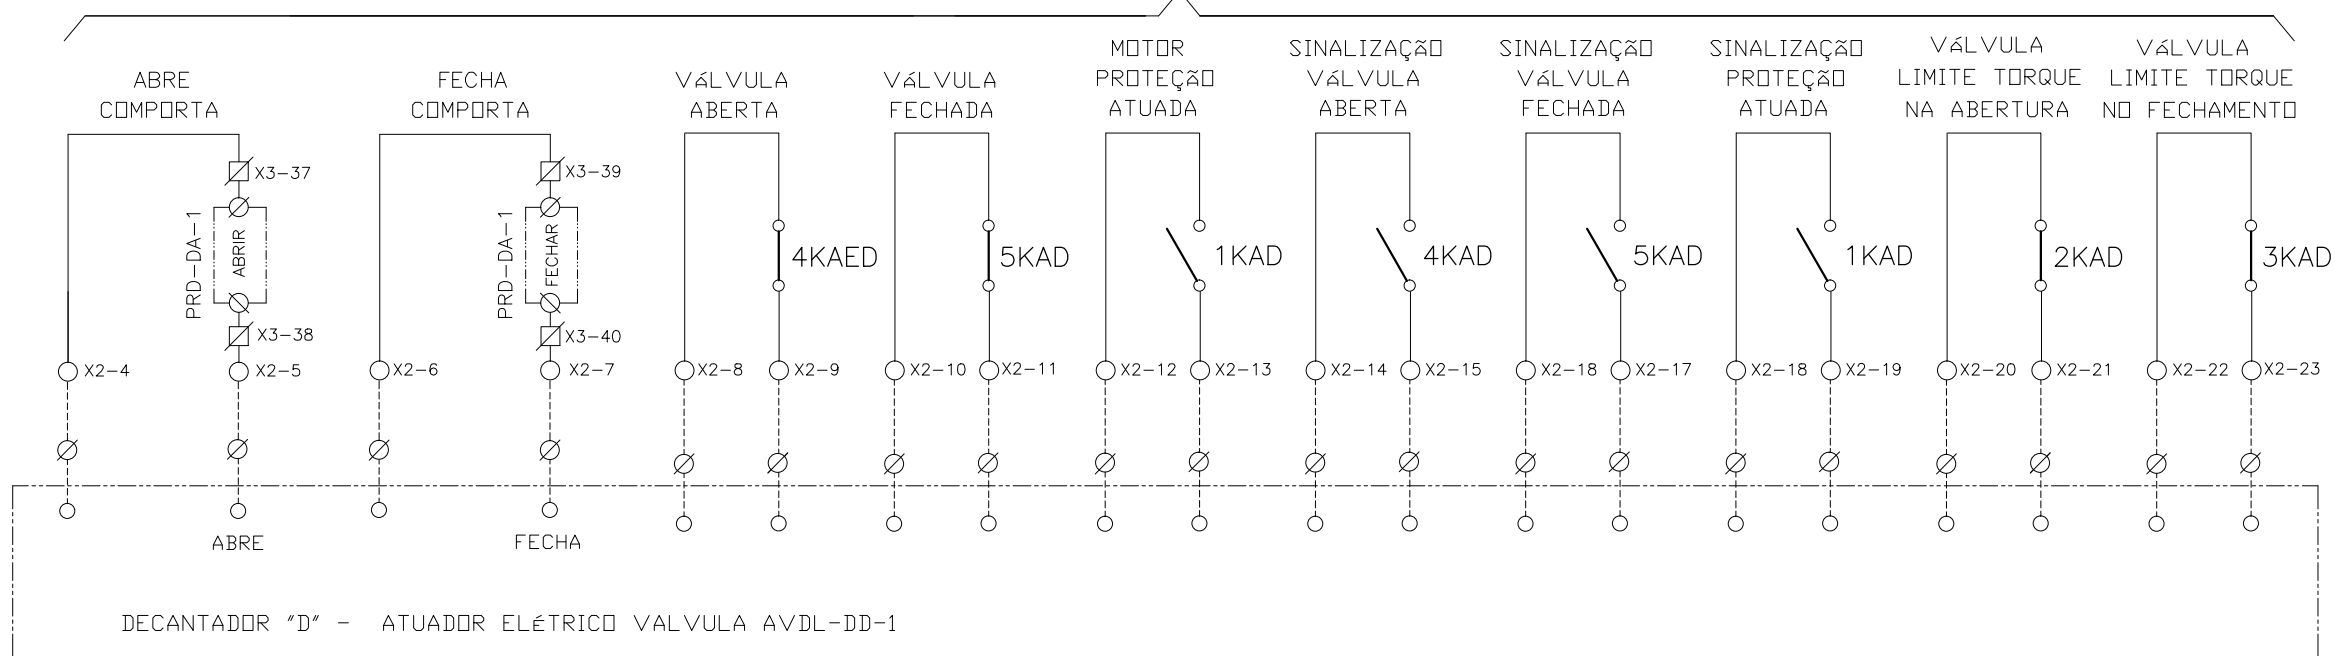 ABRE
COMPORTA
FECHA
COMPORTA
VáLVULA
ABERTA
VáLVULA
FECHADA
MOTOR
PROTEÇãO
ATUADA
SINALIZAÇãO
VáLVULA
ABERTA
SINALIZAÇãO
VáLVULA
FECHADA
SINALIZAÇãO
PROTEÇãO
ATUADA
VáLVULA
LIMITE TORQUE
NA ABERTURA
VáLVULA
LIMITE TORQUE
NO FECHAMENTO
X3-37
PRD-DA-1
ABRIR
X3-38
X3-39
PRD-DA-1
FECHAR
X3-40
4KAED
5KAD
1KAD
4KAD
5KAD
1KAD
2KAD
3KAD
X2-4
X2-5
X2-6
X2-7
X2-8
X2-9
X2-10
X2-11
X2-12
X2-13
X2-14
X2-15
X2-18
X2-17
X2-18
X2-19
X2-20
X2-21
X2-22
X2-23
ABRE
FECHA
DECANTADOR "D" - ATUADOR ELéTRICO VALVULA AVDL-DD-1